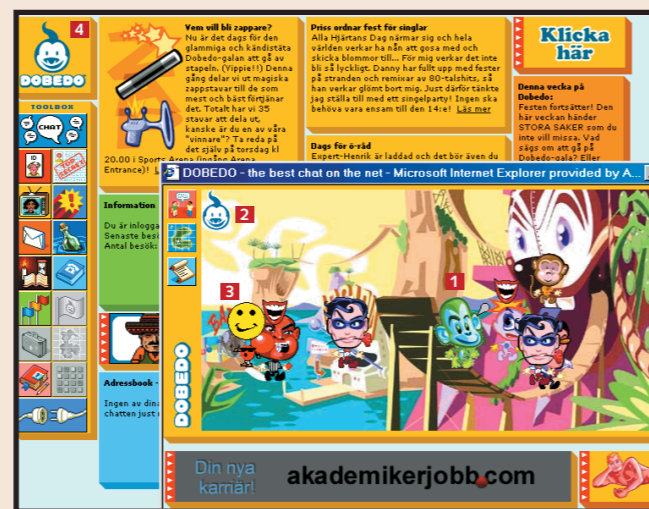 4
DOBEDO
TOOLBOX
CHAT
ID
TOP SECRET
Vem vill bli zappare?
Nu är det dags för den
glammiga och kändistäta
Dobedo-galan att gå av
stapeln. (Yippie!!) Denna
gång delar vi ut magiska
zappstavar till de som
mest och bäst förtjänar
det. Totalt har vi 35
stavar att dela ut,
kanske är du en av våra
"vinnare"? Ta reda på
det själv på torsdag kl
20.00 i Sports Arena (ingång Arena
Entrance)!
Priss ordnar fest för singlar
Alla Hjärtans Dag närmar sig och hela
världen verkar ha nån att gosa med och
skicka blommor till... För mig verkar det inte
bli så lyckligt. Danny har fullt upp med fester
på stranden och remixar av 80-talshits, så
han verkar glömt bort mig. Just därför tänkte
jag ställa till med ett singelparty! Ingen ska
behöva vara ensam till den 14:e! Läs mer
Dags för ö-råd
Expert-Henrik är laddad och det bör även du
Klicka
här
Denna vecka på
Dobedo:
Festen fortsätter! Den
här veckan händer
STORA SAKER som du
inte vill missa. Vad
sägs om att gå på
Dobedo-gala? Eller
Information
Du är inlogga
Senaste besö
Antal besök:
Adressbook -
Ingen av dina
chatten just n
DOBEDO - the best chat on the net - Microsoft Internet Explorer provided by A...
2
3
1
DOBEDO
Din nya
karriär!
akademikerjobb.com